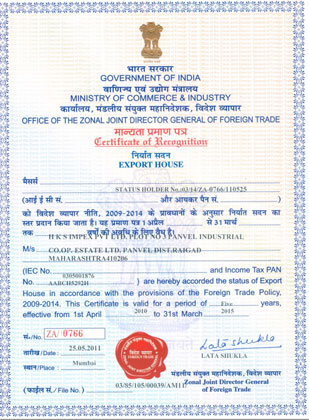 भारत सरकार
GOVERNMENT OF INDIA
वाणिज्य एवं उद्योग मंत्रालय
MINISTRY OF COMMERCE & INDUSTRY
कार्यालय, मंडलीय संयुक्त महानिदेशक, विदेश व्यापार
OFFICE OF THE ZONAL JOINT DIRECTOR GENERAL OF FOREIGN TRADE
मान्यता प्रमाण पत्र
Certificate of Recognition
निर्यात सदन
EXPORT HOUSE
मैसर्स
STATUS HOLDER No.:03/14/ZA-0766/110525
(आई ई सी सं. ) और आयकर पैन सं. )
को विदेश व्यापार नीति, 2009-2014 के प्रावधानों के अनुसार निर्यात सदन का
स्तर प्रदान किया जाता है। यह प्रमाण पत्र 1 अप्रैल से 31 मार्च
तक वर्षों की अवधि के लिए वैध है।
H K S IMPEX PVT LTD, PLOT NO 3 PANVEL INDUSTRIAL
M/s CO.OP. ESTATE LTD, PANVEL DIST.RAIGAD
MAHARASHTRA410206
(IEC No. 0305001876 and Income Tax PAN
No. AABCH5929H ) are hereby accorded the status of Export
House in accordance with the provisions of the Foreign Trade Policy,
2009-2014. This Certificate is valid for a period of Five years,
effective from 1st April 2010 to 31st March 2015
सं./No. ZA/ 0766
तारीख/Date : 25.05.2011
स्थान/Place : Mumbai
Lata Shukla
LATA SHUKLA
मंडलीय संयुक्त महानिदेशक, विदेश व्यापार
Zonal Joint Director General
of Foreign Trade
(फाईल सं./File No.) 03/85/105/00039/AM11